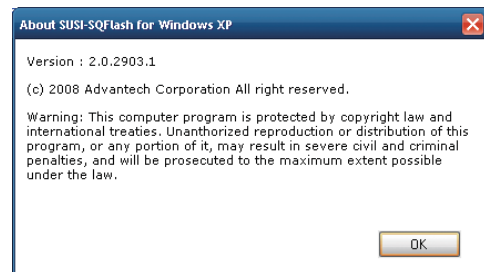 About SUSI-SQFlash for Windows XP
Version : 2.0.2903.1
(c) 2008 Advantech Corporation All right reserved.
Warning: This computer program is protected by copyright law and
international treaties. Unanthorized reproduction or distribution of this
program, or any portion of it, may result in severe civil and criminal
penalties, and will be prosecuted to the maximum extent possible
under the law.
OK